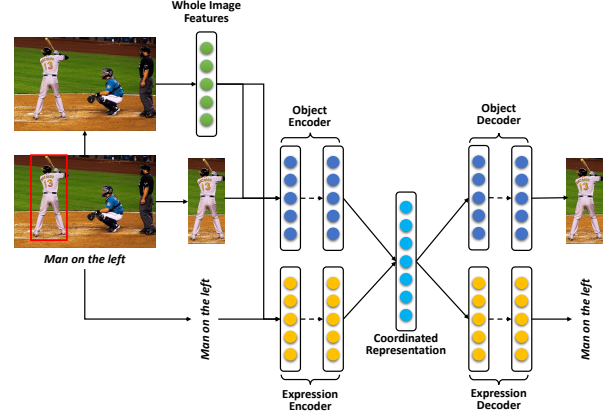 Whole Image
Features
Object
Encoder
Object
Decoder
13
13
13
13
Man on the left
Man on the left
Man on the left
Coordinated
Representation
Expression
Encoder
Expression
Decoder